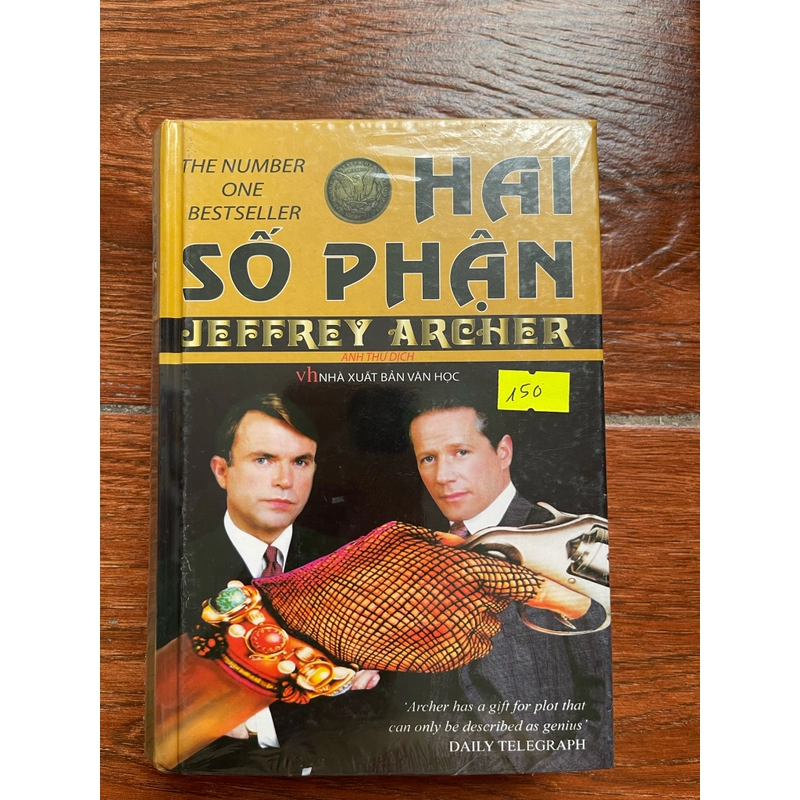 THE NUMBER
ONE
BESTSELLER
HAI
SỐ PHẬN
JEFFREY ARCHER
ANH THƯ DỊCH
vh NHÀ XUẤT BẢN VĂN HỌC
150
‘Archer has a gift for plot that
can only be described as genius’
DAILY TELEGRAPH